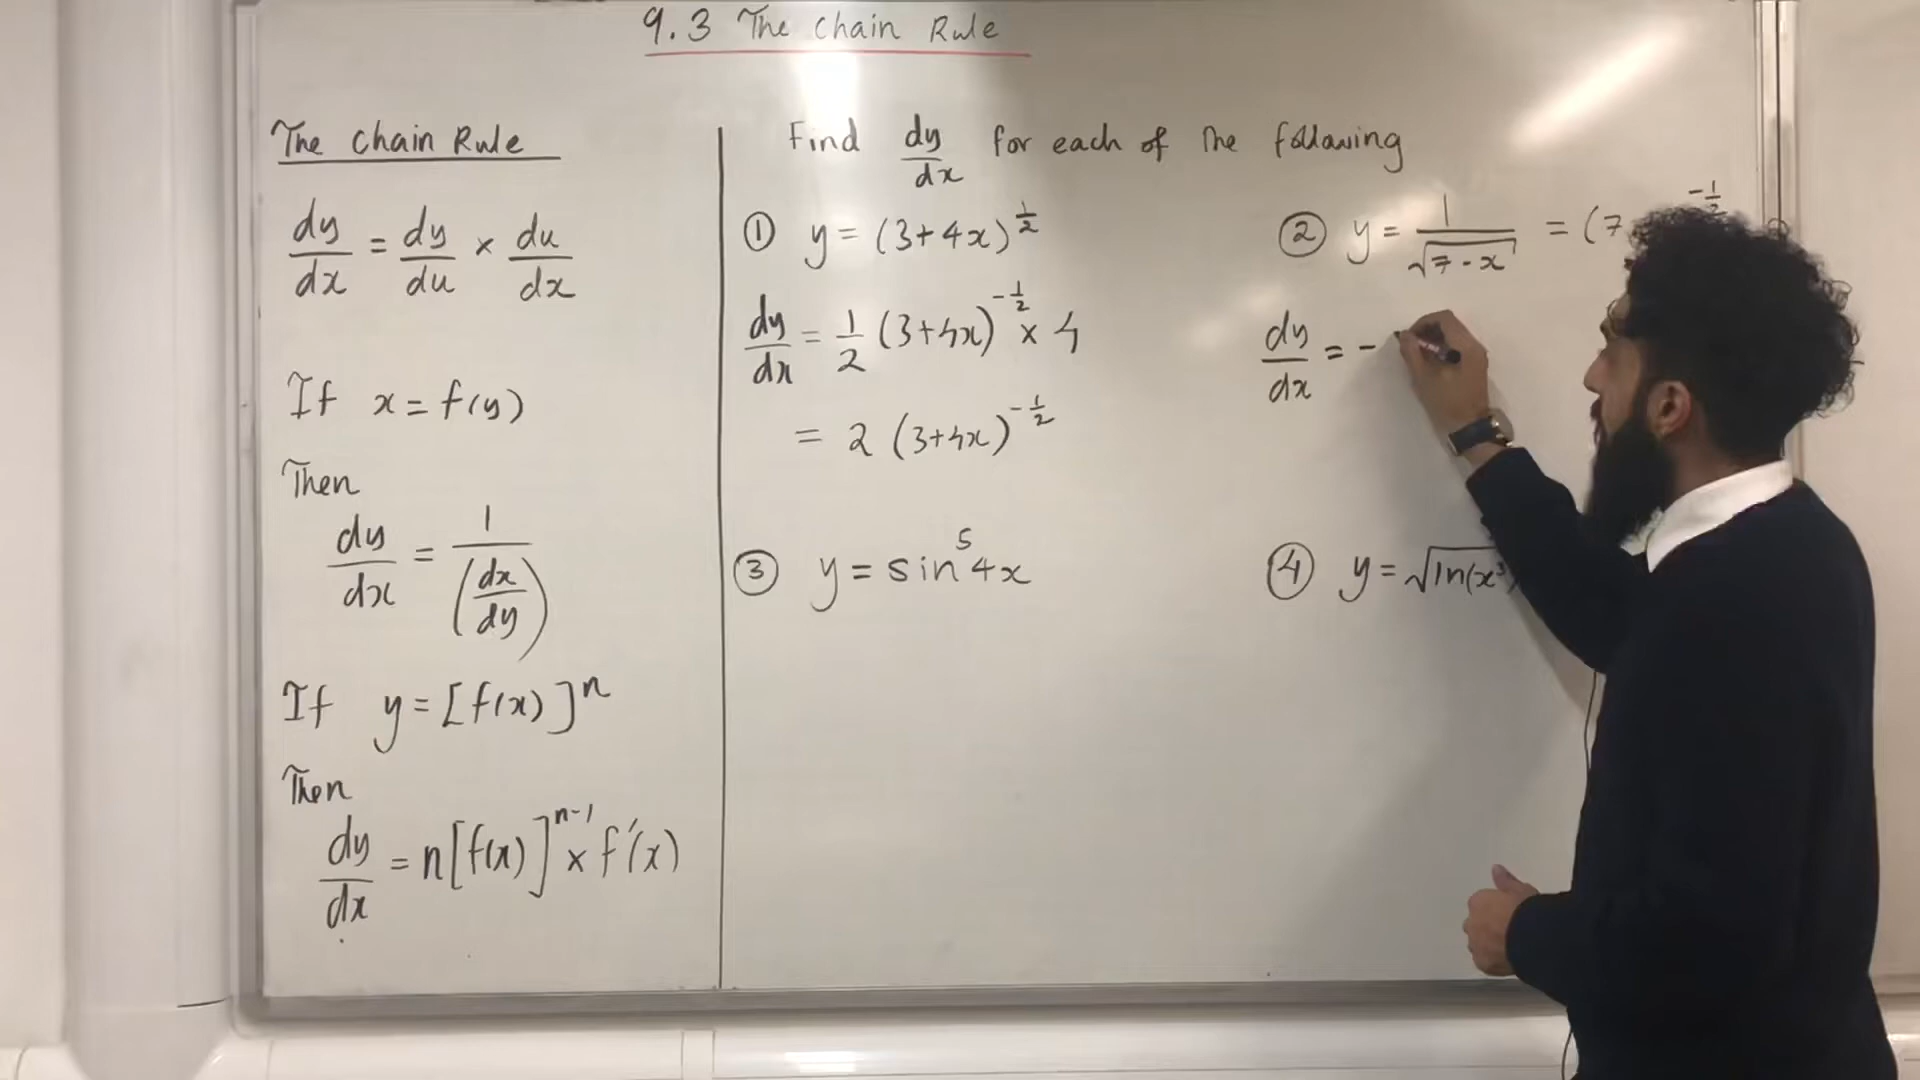 9.3 The Chain Rule
The Chain Rule
dy/dx = dy/du × du/dx
If x = f(y)
Then
dy/dx = 1/(dx/dy)
If y = [f(x)]^n
Then
dy/dx = n[f(x)]^(n-1) × f'(x)
Find dy/dx for each of the following
① y = (3+4x)^(1/2)
dy/dx = 1/2 (3+4x)^(-1/2) × 4
= 2 (3+4x)^(-1/2)
② y = 1/√(7-x) = (7 -1/2
dy/dx = -
③ y = sin^5 4x
④ y = √ln(x^3